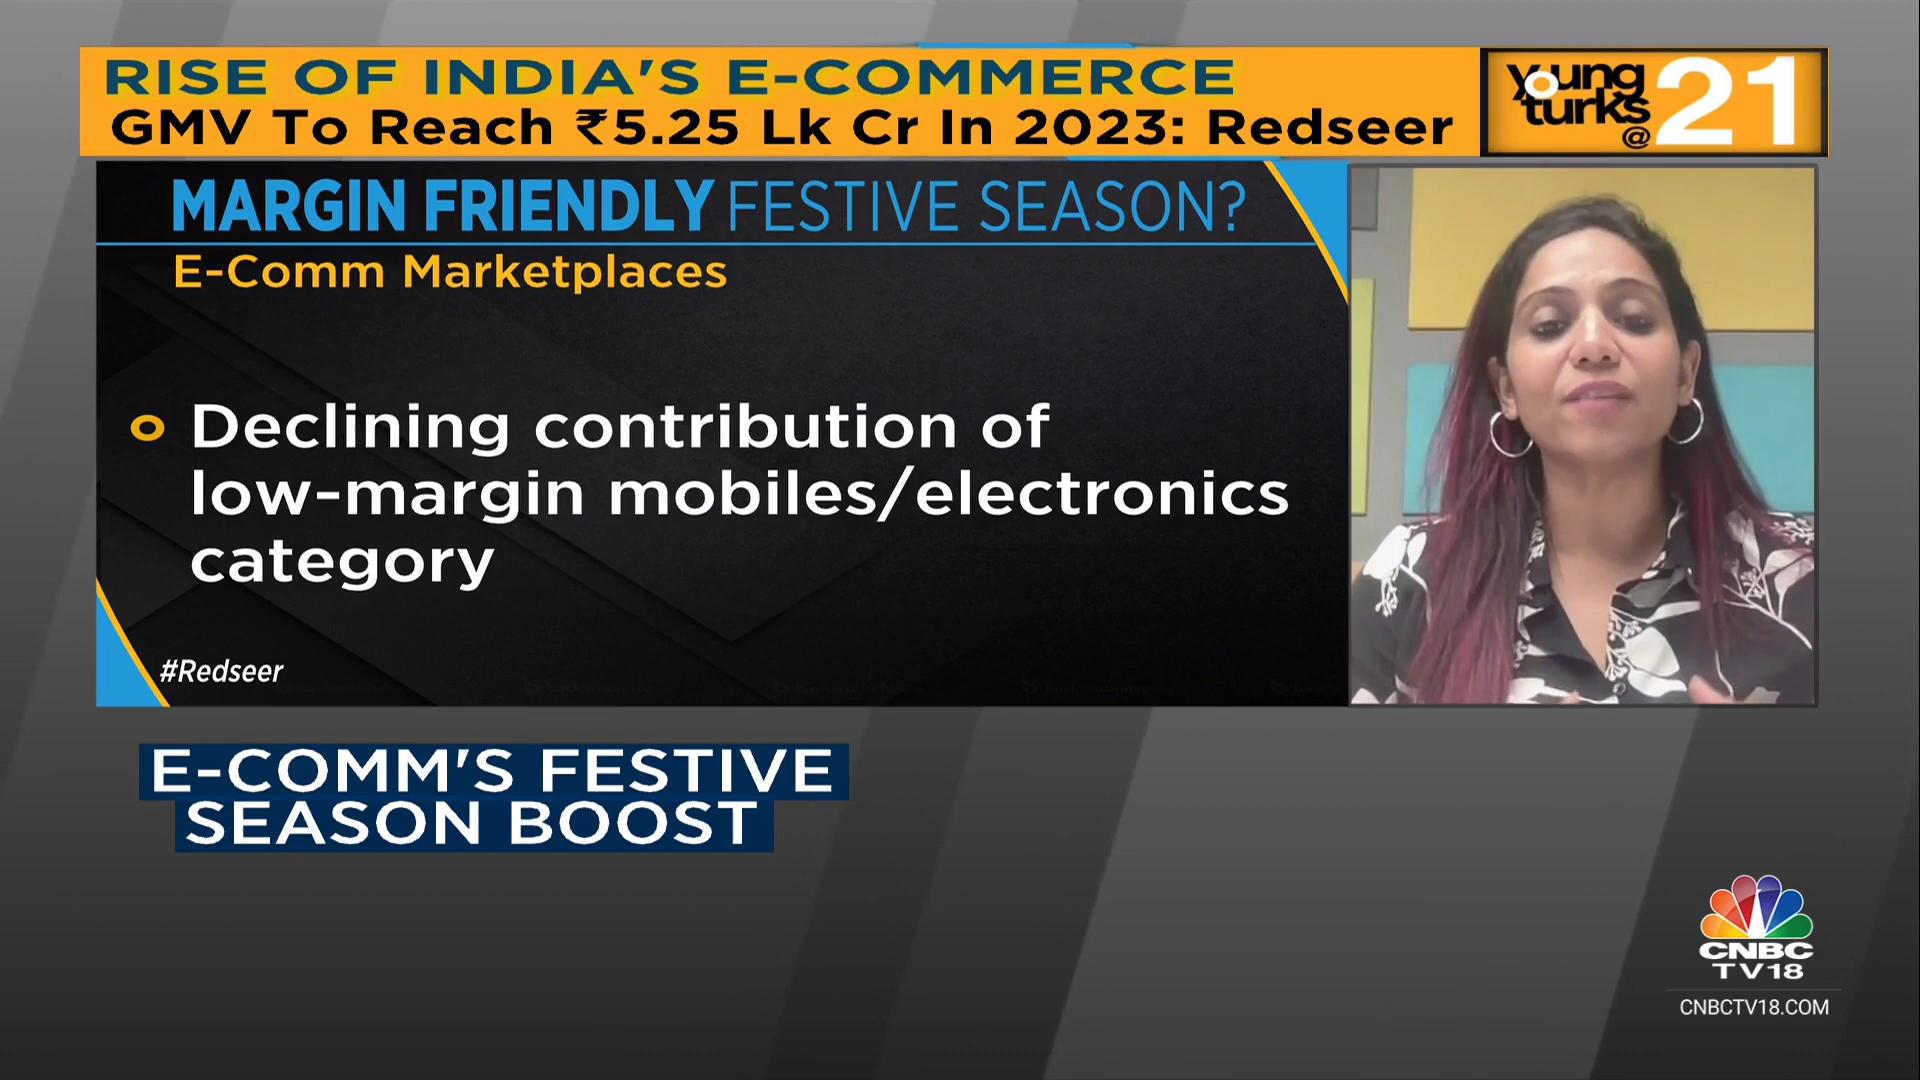 RISE OF INDIA'S E-COMMERCE
GMV To Reach ₹5.25 Lk Cr In 2023: Redseer
young
turks
@21
MARGIN FRIENDLY FESTIVE SEASON?
E-Comm Marketplaces
Declining contribution of
low-margin mobiles/electronics
category
#Redseer
E-COMM'S FESTIVE
SEASON BOOST
CNBC
TV18
CNBCTV18.COM